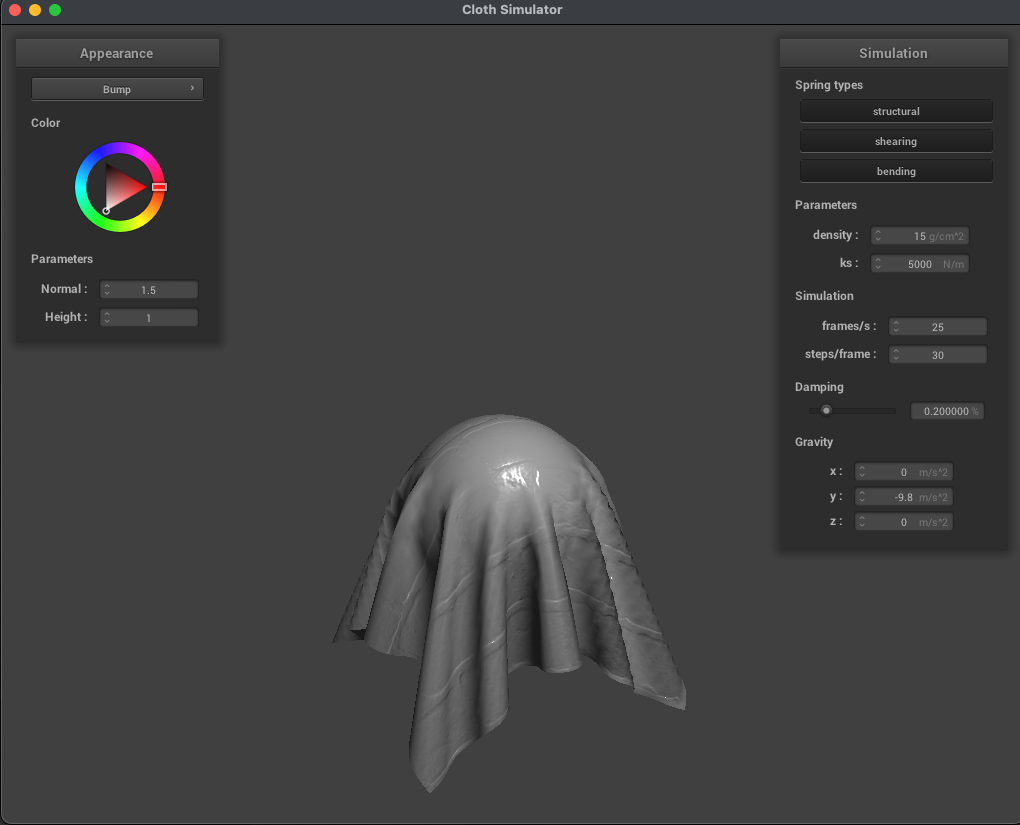 Cloth Simulator
Appearance
Bump
Color
Parameters
Normal : 1.5
Height : 1
Simulation
Spring types
structural
shearing
bending
Parameters
density : 15 g/cm^2
ks : 5000 N/m
Simulation
frames/s : 25
steps/frame : 30
Damping
0.200000 %
Gravity
x : 0 m/s^2
y : -9.8 m/s^2
z : 0 m/s^2